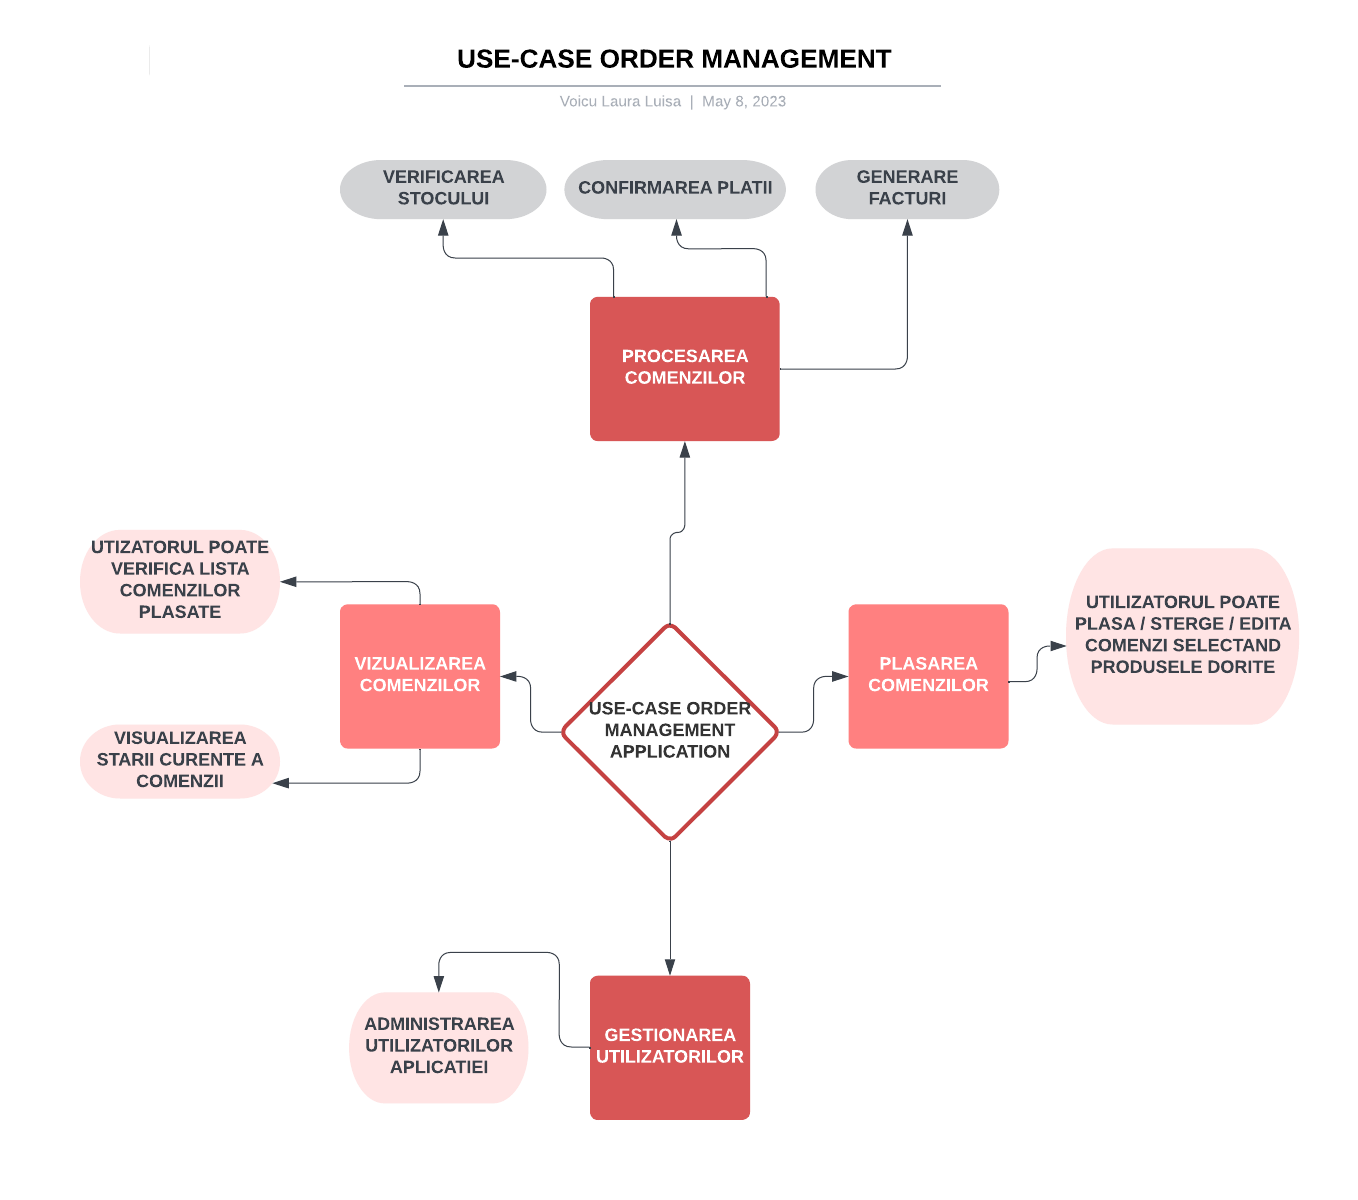 USE-CASE ORDER MANAGEMENT
Voicu Laura Luisa | May 8, 2023
VERIFICAREA
STOCULUI
CONFIRMAREA PLATII
GENERARE
FACTURI
PROCESAREA
COMENZILOR
UTIZATORUL POATE
VERIFICA LISTA
COMENZILOR
PLASATE
VIZUALIZAREA
COMENZILOR
VISUALIZAREA
STARII CURENTE A
COMENZII
USE-CASE ORDER
MANAGEMENT
APPLICATION
PLASAREA
COMENZILOR
UTILIZATORUL POATE
PLASA / STERGE / EDITA
COMENZI SELECTAND
PRODUSELE DORITE
ADMINISTRAREA
UTILIZATORILOR
APLICATIEI
GESTIONAREA
UTILIZATORILOR